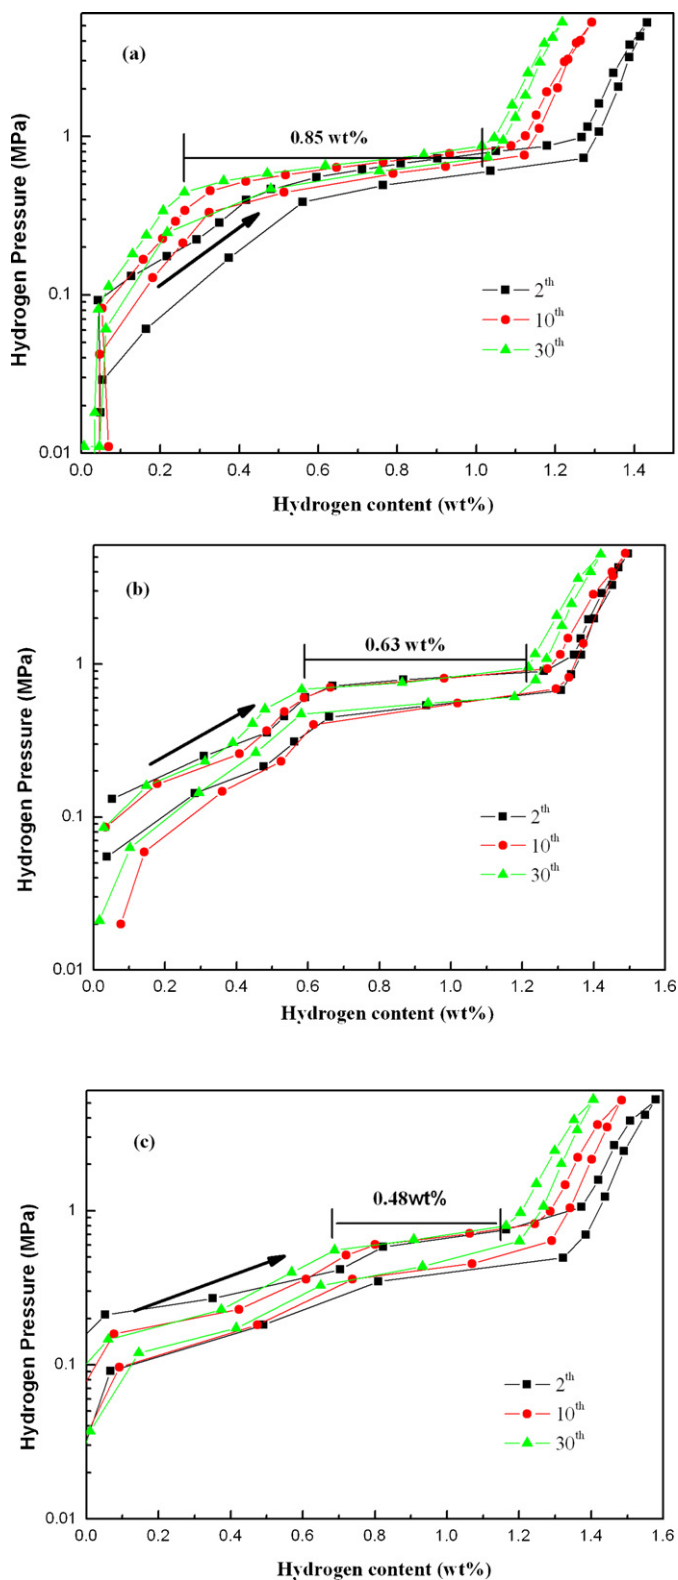 (a)
Hydrogen Pressure (MPa)
1
0.1
0.01
0.85 wt%
2th
10th
30th
0.0 0.2 0.4 0.6 0.8 1.0 1.2 1.4
Hydrogen content (wt%)
(b)
Hydrogen Pressure (MPa)
1
0.1
0.01
0.63 wt%
2th
10th
30th
0.0 0.2 0.4 0.6 0.8 1.0 1.2 1.4 1.6
Hydrogen content (wt%)
(c)
Hydrogen Pressure (MPa)
1
0.1
0.01
0.48wt%
2th
10th
30th
0.0 0.2 0.4 0.6 0.8 1.0 1.2 1.4 1.6
Hydrogen content (wt%)